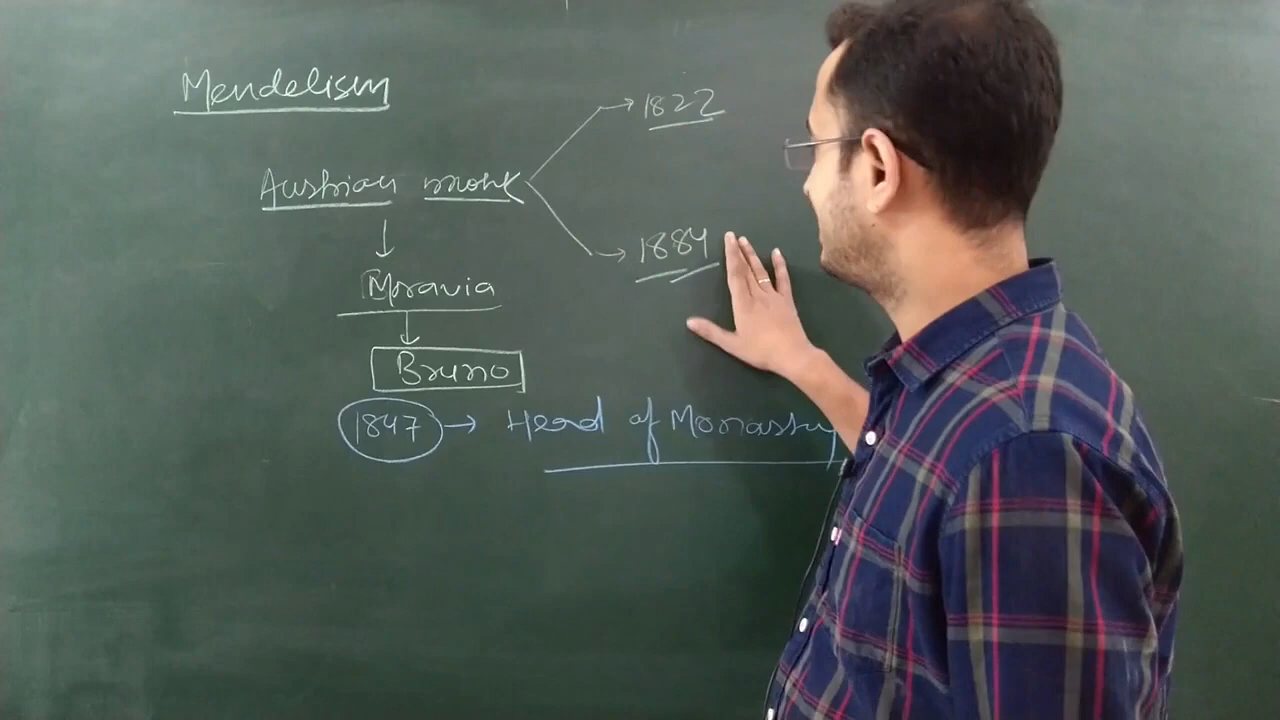 Mendelism
Austrian monk
→ 1822
→ 1884
Moravia
Bruno
1847 → Head of Monastry